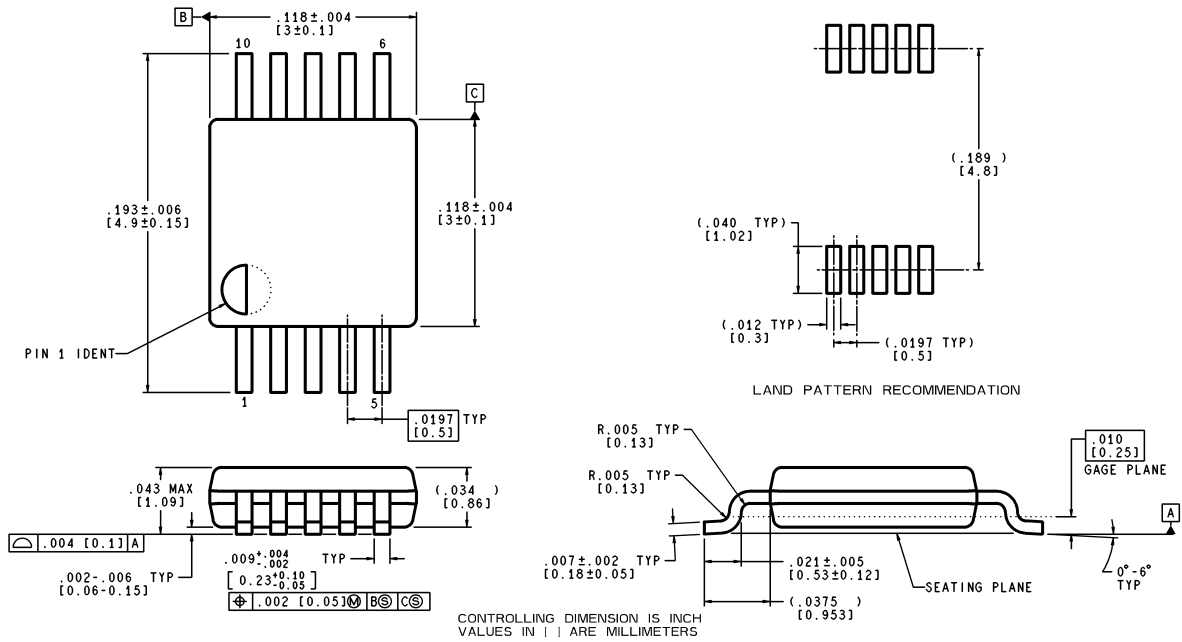 B
.118±.004
[3±0.1]
10
6
C
.193±.006
[4.9±0.15]
.118±.004
[3±0.1]
PIN 1 IDENT
1
5
.0197 TYP
[0.5]
(.189 )
[4.8]
(.040 TYP)
[1.02]
(.012 TYP)
[0.3]
(.0197 TYP)
[0.5]
LAND PATTERN RECOMMENDATION
.043 MAX
[1.09]
(.034 )
[0.86]
⌓ .004 [0.1] A
.002-.006 TYP
[0.06-0.15]
.009 +.004 -.002 TYP
[0.23 +0.10 -0.05]
⌖ .002 [0.05]Ⓜ BⓈ CⓈ
R.005 TYP
[0.13]
R.005 TYP
[0.13]
.010
[0.25]
GAGE PLANE
A
.007±.002 TYP
[0.18±0.05]
.021±.005
[0.53±0.12]
(.0375 )
[0.953]
SEATING PLANE
0°-6°
TYP
CONTROLLING DIMENSION IS INCH
VALUES IN [ ] ARE MILLIMETERS